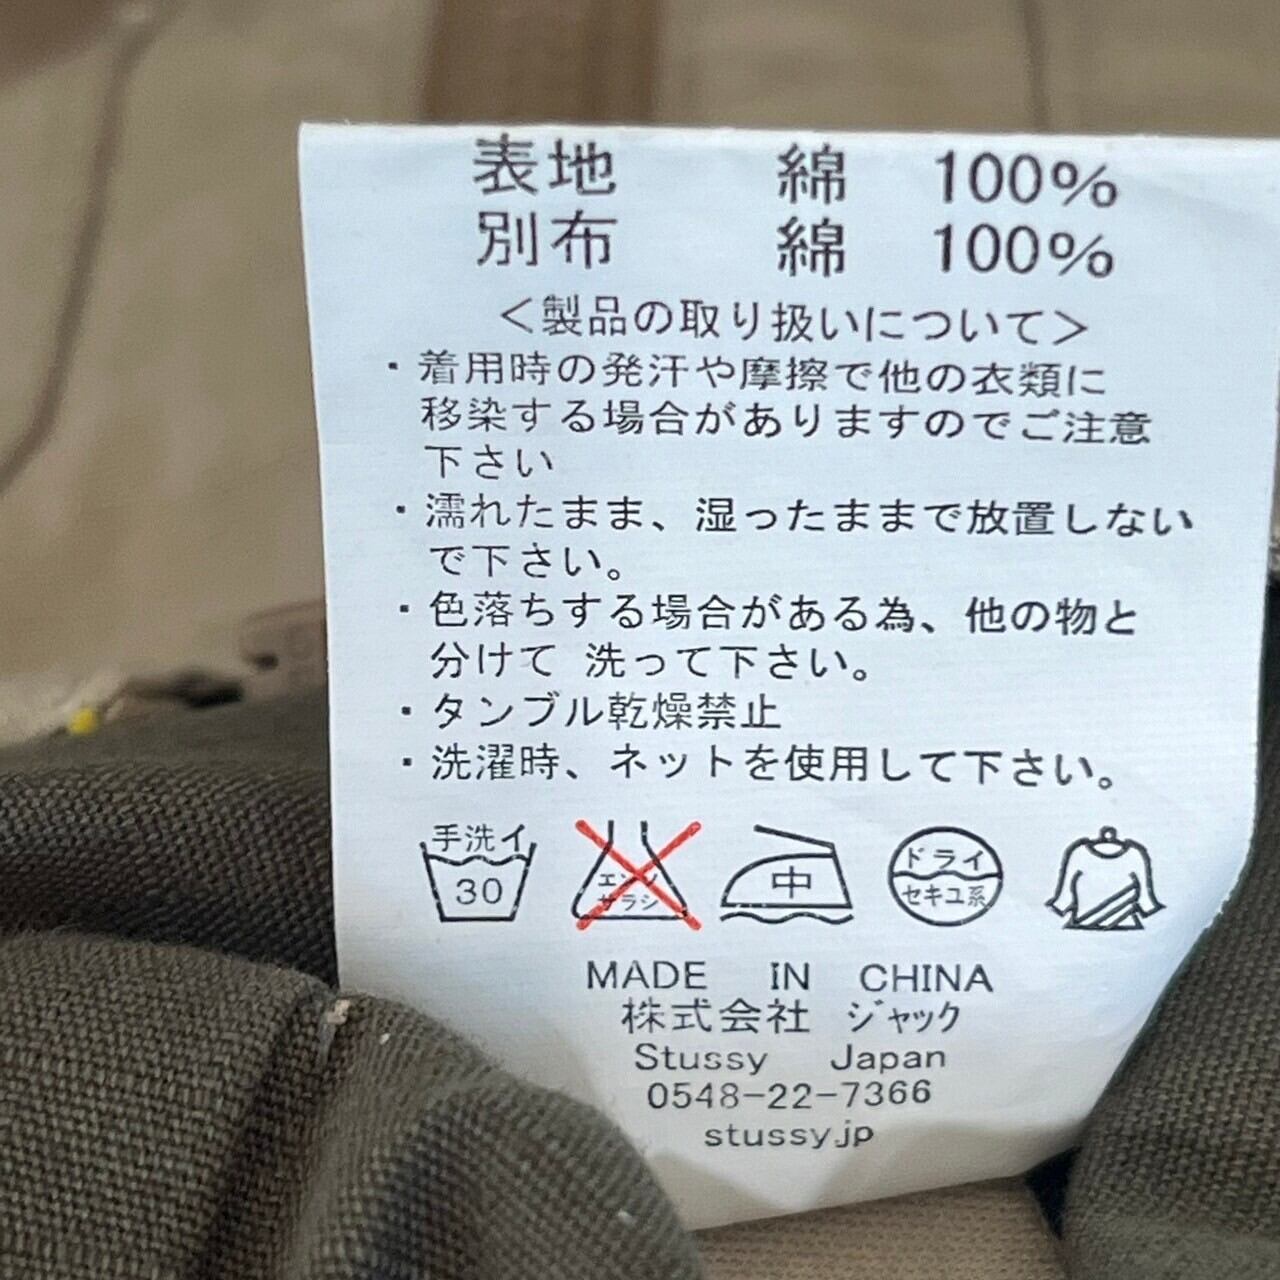 表地 綿 100%
別布 綿 100%
<製品の取り扱いについて>
・着用時の発汗や摩擦で他の衣類に
移染する場合がありますのでご注意
下さい
・濡れたまま、湿ったままで放置しない
で下さい。
・色落ちする場合がある為、他の物と
分けて 洗って下さい。
・タンブル乾燥禁止
・洗濯時、ネットを使用して下さい。
手洗イ
30
エンソ
サラシ
中
ドライ
セキユ系
MADE IN CHINA
株式会社 ジャック
Stussy Japan
0548-22-7366
stussy.jp